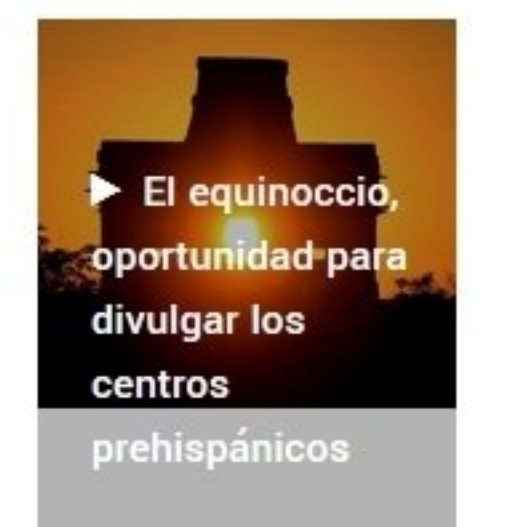 ► El equinoccio,
oportunidad para
divulgar los
centros
prehispánicos